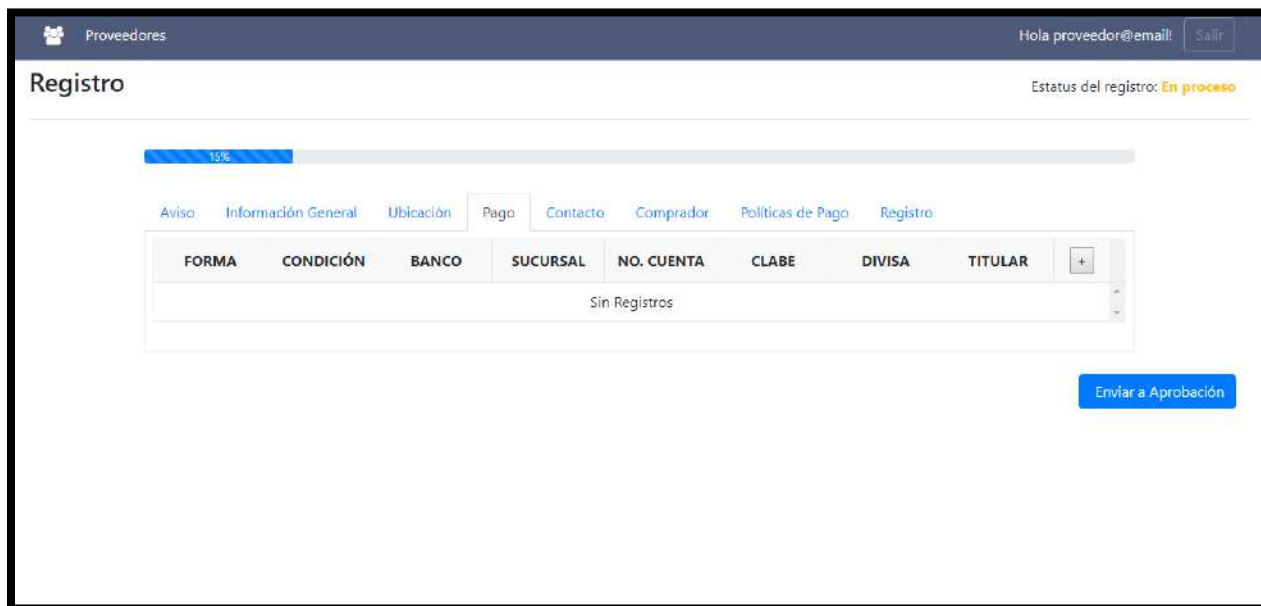 Proveedores Hola proveedor@email! Salir
Registro Estatus del registro: En proceso
15%
Aviso Información General Ubicación Pago Contacto Comprador Políticas de Pago Registro
FORMA CONDICIÓN BANCO SUCURSAL NO. CUENTA CLABE DIVISA TITULAR +
Sin Registros
Enviar a Aprobación